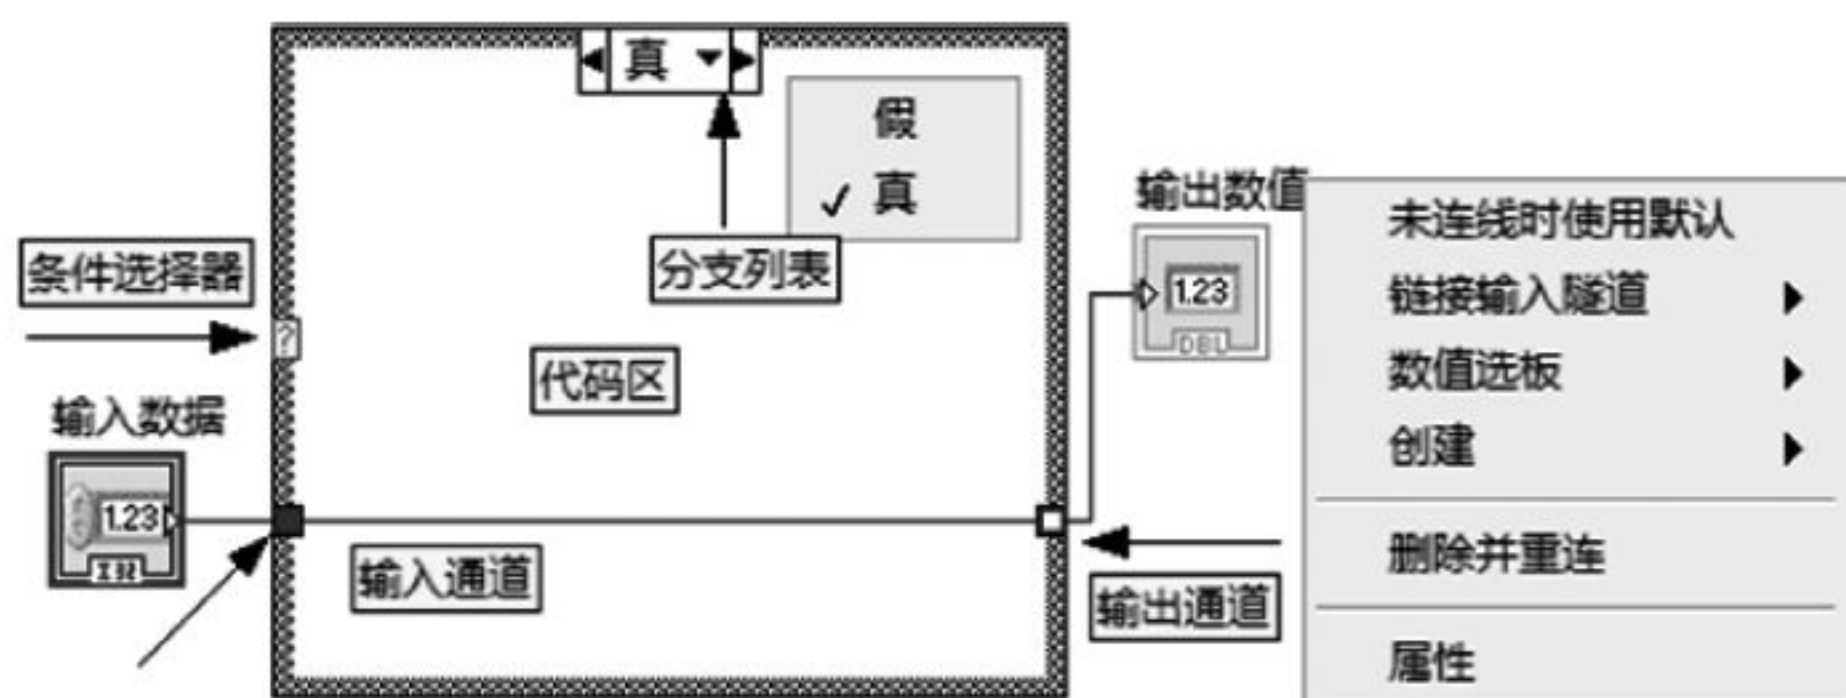 真
假
✓ 真
分支列表
条件选择器
?
代码区
输入数据
1.23
I32
输入通道
输出数值
1.23
DBL
输出通道
未连线时使用默认
链接输入隧道
数值选板
创建
删除并重连
属性